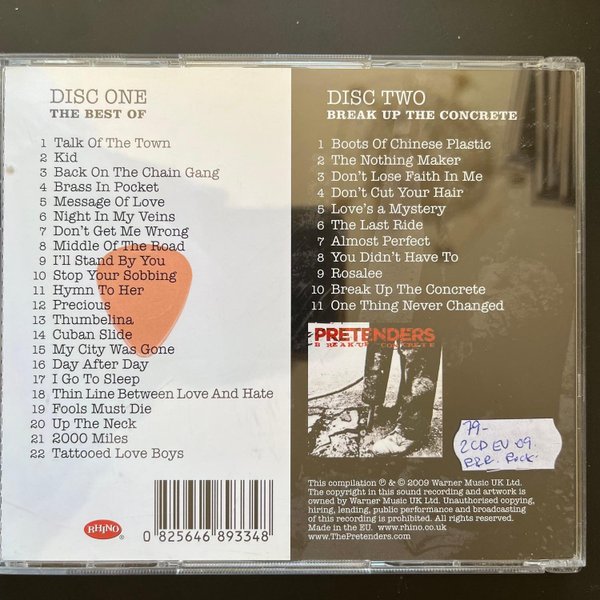 DISC ONE
THE BEST OF
1 Talk Of The Town
2 Kid
3 Back On The Chain Gang
4 Brass In Pocket
5 Message Of Love
6 Night In My Veins
7 Don't Get Me Wrong
8 Middle Of The Road
9 I'll Stand By You
10 Stop Your Sobbing
11 Hymn To Her
12 Precious
13 Thumbelina
14 Cuban Slide
15 My City Was Gone
16 Day After Day
17 I Go To Sleep
18 Thin Line Between Love And Hate
19 Fools Must Die
20 Up The Neck
21 2000 Miles
22 Tattooed Love Boys
RHINO
0 825646 893348
DISC TWO
BREAK UP THE CONCRETE
1 Boots Of Chinese Plastic
2 The Nothing Maker
3 Don't Lose Faith In Me
4 Don't Cut Your Hair
5 Love's a Mystery
6 The Last Ride
7 Almost Perfect
8 You Didn't Have To
9 Rosalee
10 Break Up The Concrete
11 One Thing Never Changed
PRETENDERS
BREAK UP THE CONCRETE
79-
2CD EU 09.
Rock
This compilation ℗ & © 2009 Warner Music UK Ltd.
The copyright in this sound recording and artwork is
owned by Warner Music UK Ltd. Unauthorised copying,
hiring, lending, public performance and broadcasting
of this recording is prohibited. All rights reserved.
Made in the EU. www.rhino.co.uk
www.ThePretenders.com